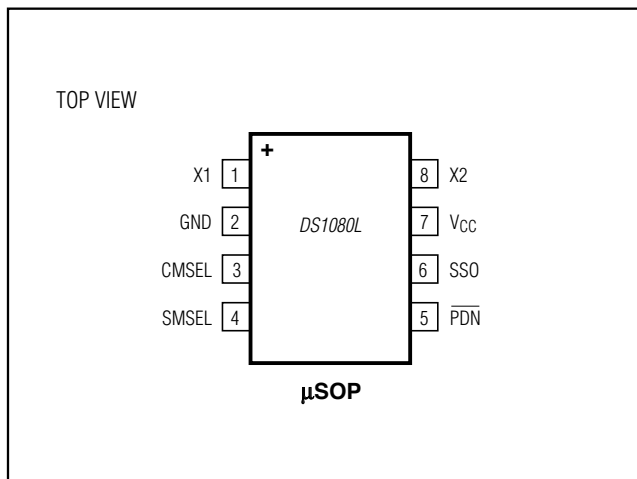 TOP VIEW
+
X1 1 8 X2
GND 2 DS1080L 7 VCC
CMSEL 3 6 SSO
SMSEL 4 5 P̅D̅N̅
μSOP